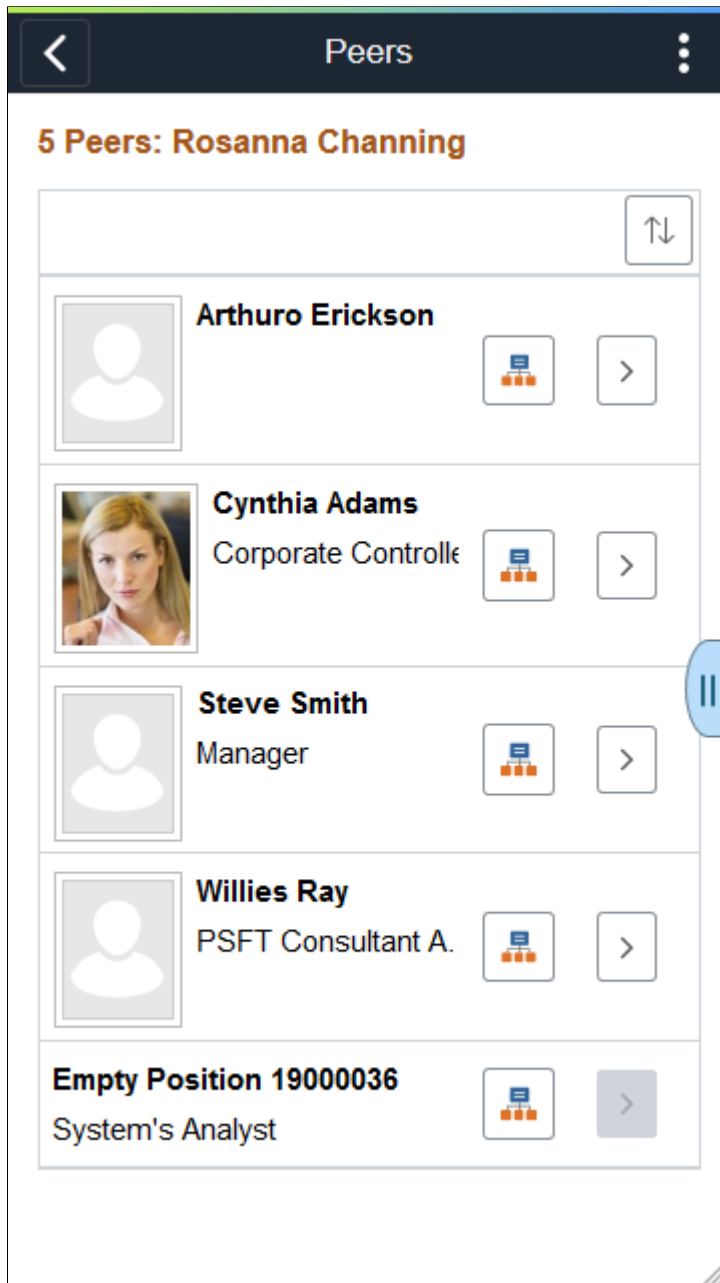 Peers
5 Peers: Rosanna Channing
Arthuro Erickson
Cynthia Adams
Corporate Controlle
Steve Smith
Manager
Willies Ray
PSFT Consultant A.
Empty Position 19000036
System's Analyst